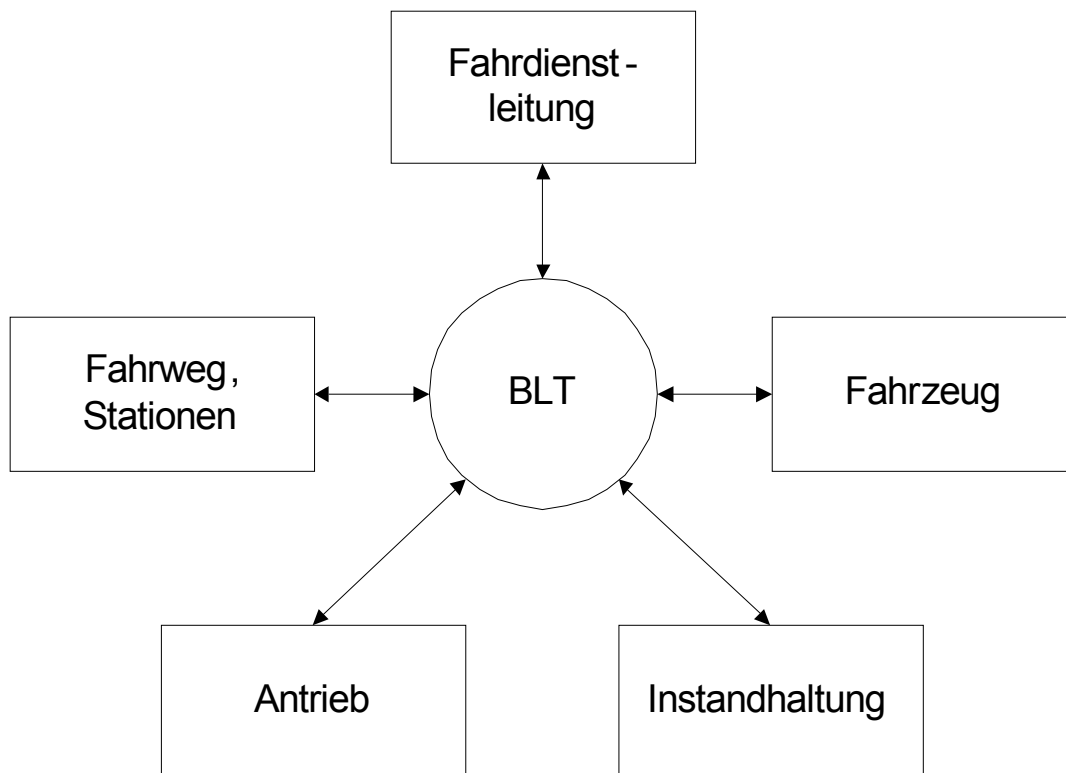 Fahrdienst-
leitung
Fahrweg,
Stationen
BLT
Fahrzeug
Antrieb
Instandhaltung